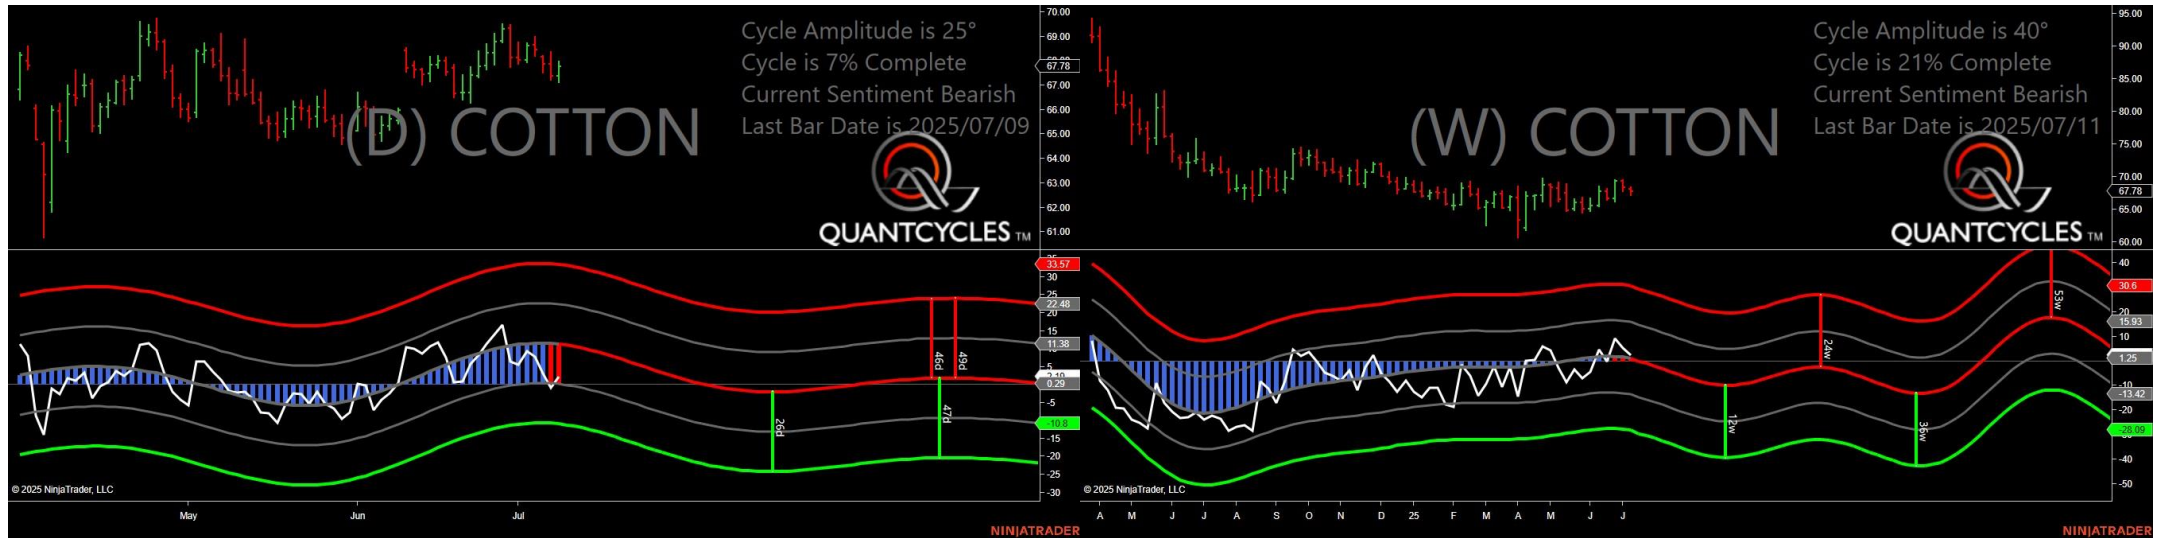 Cycle Amplitude is 25°
Cycle is 7% Complete
Current Sentiment Bearish
Last Bar Date is 2025/07/09
(D) COTTON
QUANTCYCLES TM
70.00
69.00
67.78
67.00
66.00
65.00
64.00
63.00
62.00
61.00
33.57
30
25
22.48
20
15
11.38
5
0.29
-5
-10.8
-15
-20
-25
-30
26d
46d
49d
47d
© 2025 NinjaTrader, LLC
May Jun Jul
NINJATRADER
Cycle Amplitude is 40°
Cycle is 21% Complete
Current Sentiment Bearish
Last Bar Date is 2025/07/11
(W) COTTON
QUANTCYCLES TM
95.00
90.00
85.00
80.00
75.00
70.00
67.78
65.00
60.00
40
30.6
20
15.93
10
1.25
-10
-13.42
-20
-28.09
-40
-50
12w
24w
36w
53w
© 2025 NinjaTrader, LLC
A M J J A S O N D 25 F M A M J J
NINJATRADER